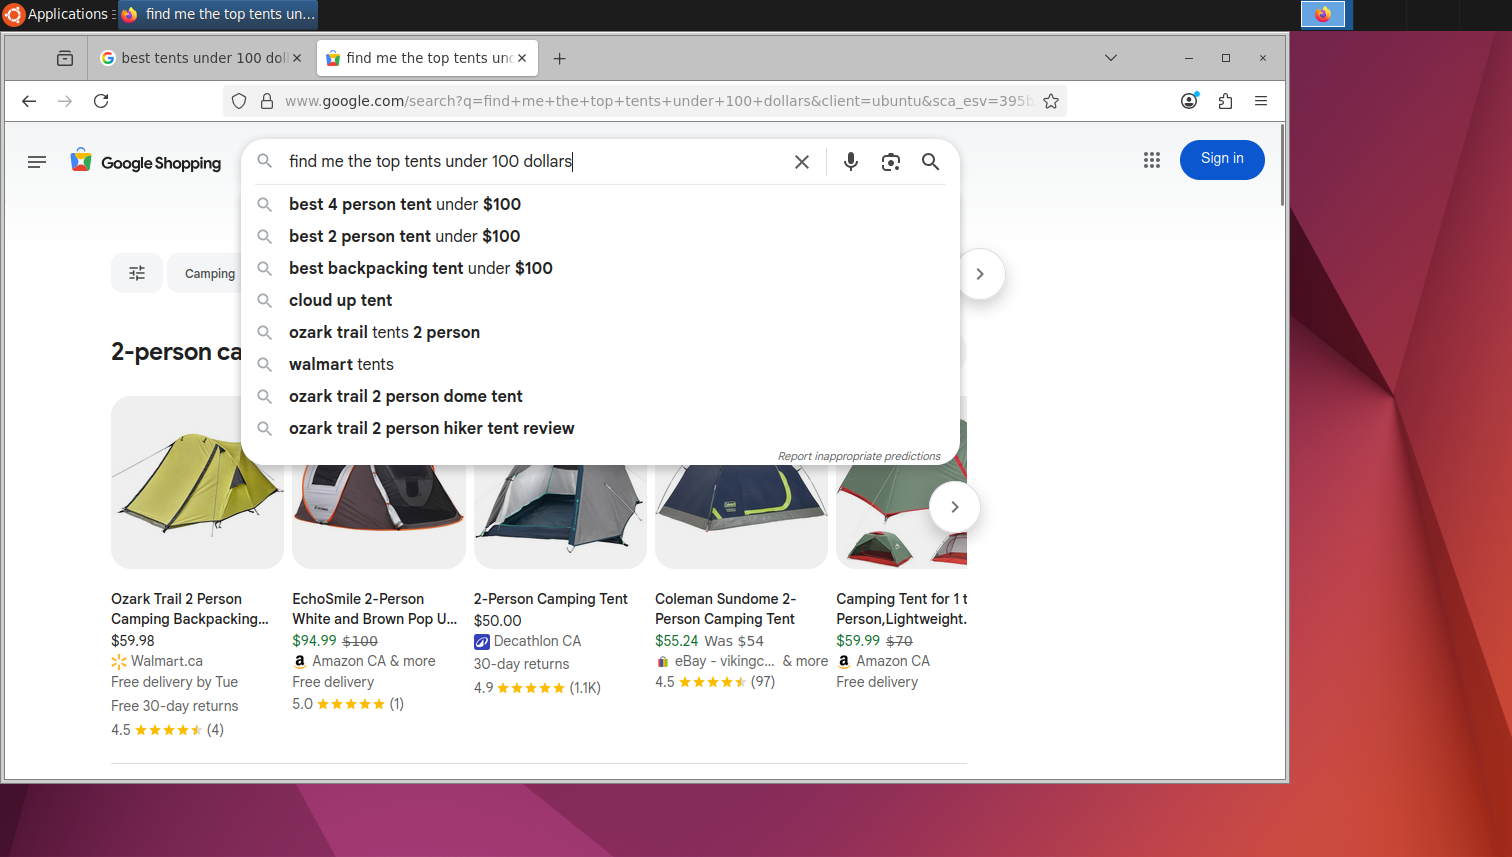 Applications
find me the top tents un...
best tents under 100 doll
find me the top tents und
www.google.com/search?q=find+me+the+top+tents+under+100+dollars&client=ubuntu&sca_esv=395b
Google Shopping
find me the top tents under 100 dollars
Sign in
best 4 person tent under $100
best 2 person tent under $100
best backpacking tent under $100
cloud up tent
ozark trail tents 2 person
walmart tents
ozark trail 2 person dome tent
ozark trail 2 person hiker tent review
Report inappropriate predictions
Camping
2-person ca
Ozark Trail 2 Person
Camping Backpacking...
$59.98
Walmart.ca
Free delivery by Tue
Free 30-day returns
4.5 (4)
EchoSmile 2-Person
White and Brown Pop U...
$94.99 $100
Amazon CA & more
Free delivery
5.0 (1)
2-Person Camping Tent
$50.00
Decathlon CA
30-day returns
4.9 (1.1K)
Coleman
Coleman Sundome 2-
Person Camping Tent
$55.24 Was $54
eBay - vikingc... & more
4.5 (97)
Camping Tent for 1 t
Person,Lightweight.
$59.99 $70
Amazon CA
Free delivery